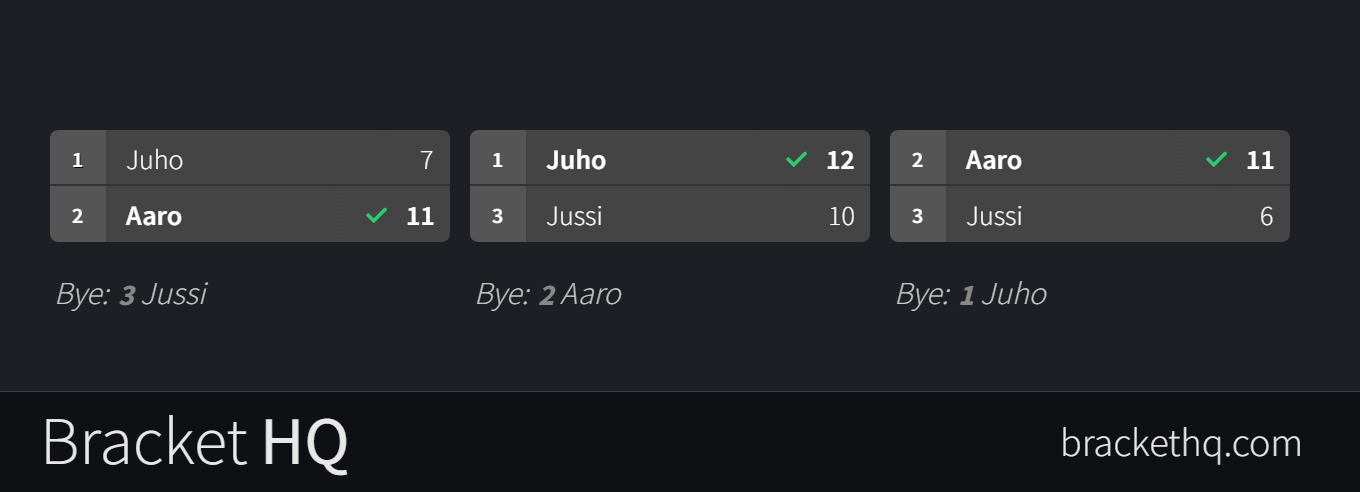 1 Juho 7
2 Aaro 11
Bye: 3 Jussi
1 Juho 12
3 Jussi 10
Bye: 2 Aaro
2 Aaro 11
3 Jussi 6
Bye: 1 Juho
Bracket HQ
brackethq.com